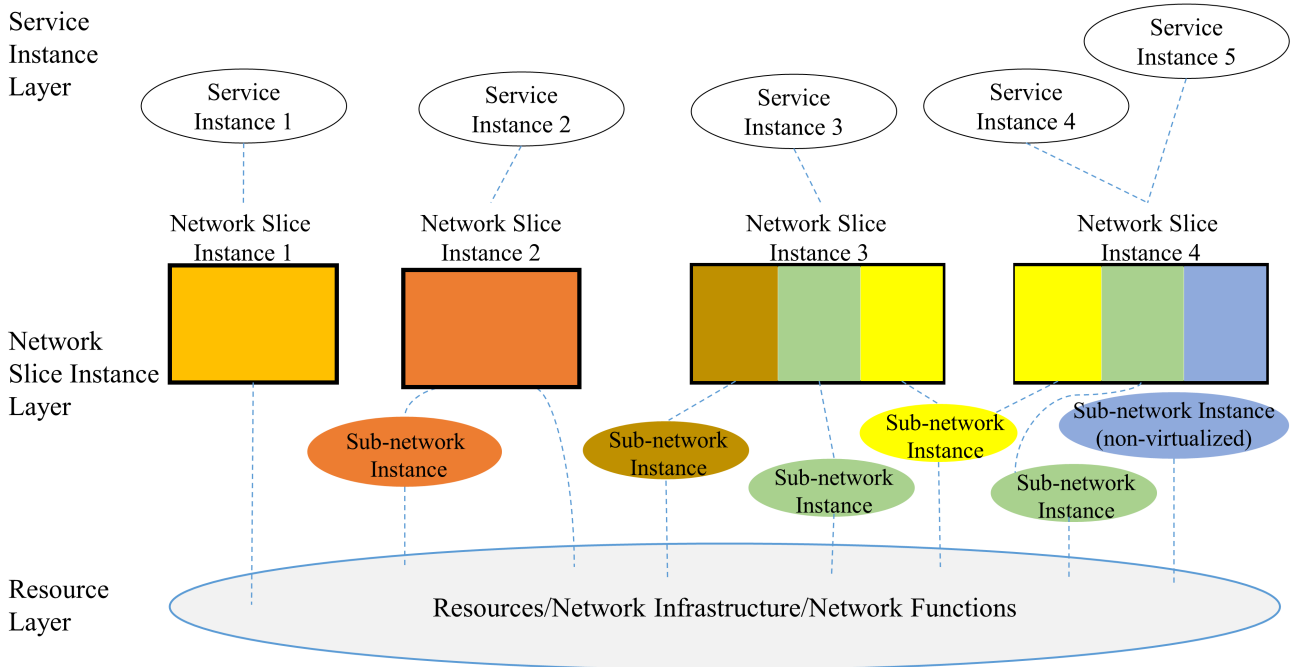 Service
Instance
Layer
Service
Instance 1
Service
Instance 2
Service
Instance 3
Service
Instance 4
Service
Instance 5
Network Slice
Instance 1
Network Slice
Instance 2
Network Slice
Instance 3
Network Slice
Instance 4
Network
Slice Instance
Layer
Sub-network
Instance
Sub-network
Instance
Sub-network
Instance
Sub-network
Instance
Sub-network Instance
(non-virtualized)
Sub-network
Instance
Resource
Layer
Resources/Network Infrastructure/Network Functions